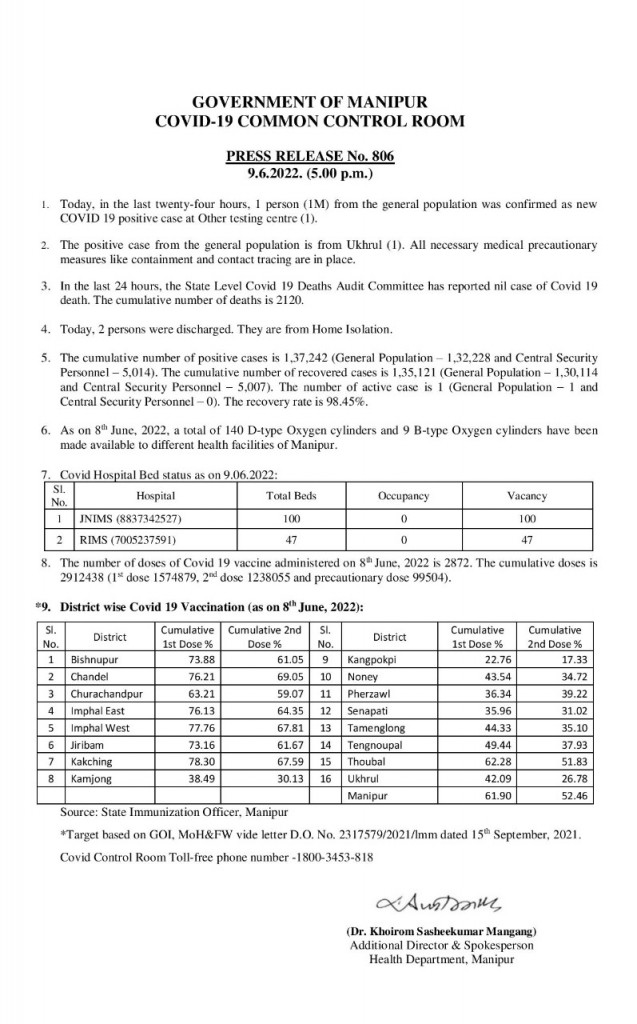 GOVERNMENT OF MANIPUR
COVID-19 COMMON CONTROL ROOM
PRESS RELEASE No. 806
9.6.2022. (5.00 p.m.)
1. Today, in the last twenty-four hours, 1 person (1M) from the general population was confirmed as new
COVID 19 positive case at Other testing centre (1).
2. The positive case from the general population is from Ukhrul (1). All necessary medical precautionary
measures like containment and contact tracing are in place.
3. In the last 24 hours, the State Level Covid 19 Deaths Audit Committee has reported nil case of Covid 19
death. The cumulative number of deaths is 2120.
4. Today, 2 persons were discharged. They are from Home Isolation.
5. The cumulative number of positive cases is 1,37,242 (General Population – 1,32,228 and Central Security
Personnel – 5,014). The cumulative number of recovered cases is 1,35,121 (General Population – 1,30,114
and Central Security Personnel – 5,007). The number of active case is 1 (General Population – 1 and
Central Security Personnel – 0). The recovery rate is 98.45%.
6. As on 8th June, 2022, a total of 140 D-type Oxygen cylinders and 9 B-type Oxygen cylinders have been
made available to different health facilities of Manipur.
7. Covid Hospital Bed status as on 9.06.2022:
Sl. No. Hospital Total Beds Occupancy Vacancy
1 JNIMS (8837342527) 100 0 100
2 RIMS (7005237591) 47 0 47
8. The number of doses of Covid 19 vaccine administered on 8th June, 2022 is 2872. The cumulative doses is
2912438 (1st dose 1574879, 2nd dose 1238055 and precautionary dose 99504).
*9. District wise Covid 19 Vaccination (as on 8th June, 2022):
Sl. No. District Cumulative 1st Dose % Cumulative 2nd Dose % Sl. No. District Cumulative 1st Dose % Cumulative 2nd Dose %
1 Bishnupur 73.88 61.05 9 Kangpokpi 22.76 17.33
2 Chandel 76.21 69.05 10 Noney 43.54 34.72
3 Churachandpur 63.21 59.07 11 Pherzawl 36.34 39.22
4 Imphal East 76.13 64.35 12 Senapati 35.96 31.02
5 Imphal West 77.76 67.81 13 Tamenglong 44.33 35.10
6 Jiribam 73.16 61.67 14 Tengnoupal 49.44 37.93
7 Kakching 78.30 67.59 15 Thoubal 62.28 51.83
8 Kamjong 38.49 30.13 16 Ukhrul 42.09 26.78
Manipur 61.90 52.46
Source: State Immunization Officer, Manipur
*Target based on GOI, MoH&FW vide letter D.O. No. 2317579/2021/Imm dated 15th September, 2021.
Covid Control Room Toll-free phone number -1800-3453-818
(Dr. Khoirom Sasheekumar Mangang)
Additional Director & Spokesperson
Health Department, Manipur